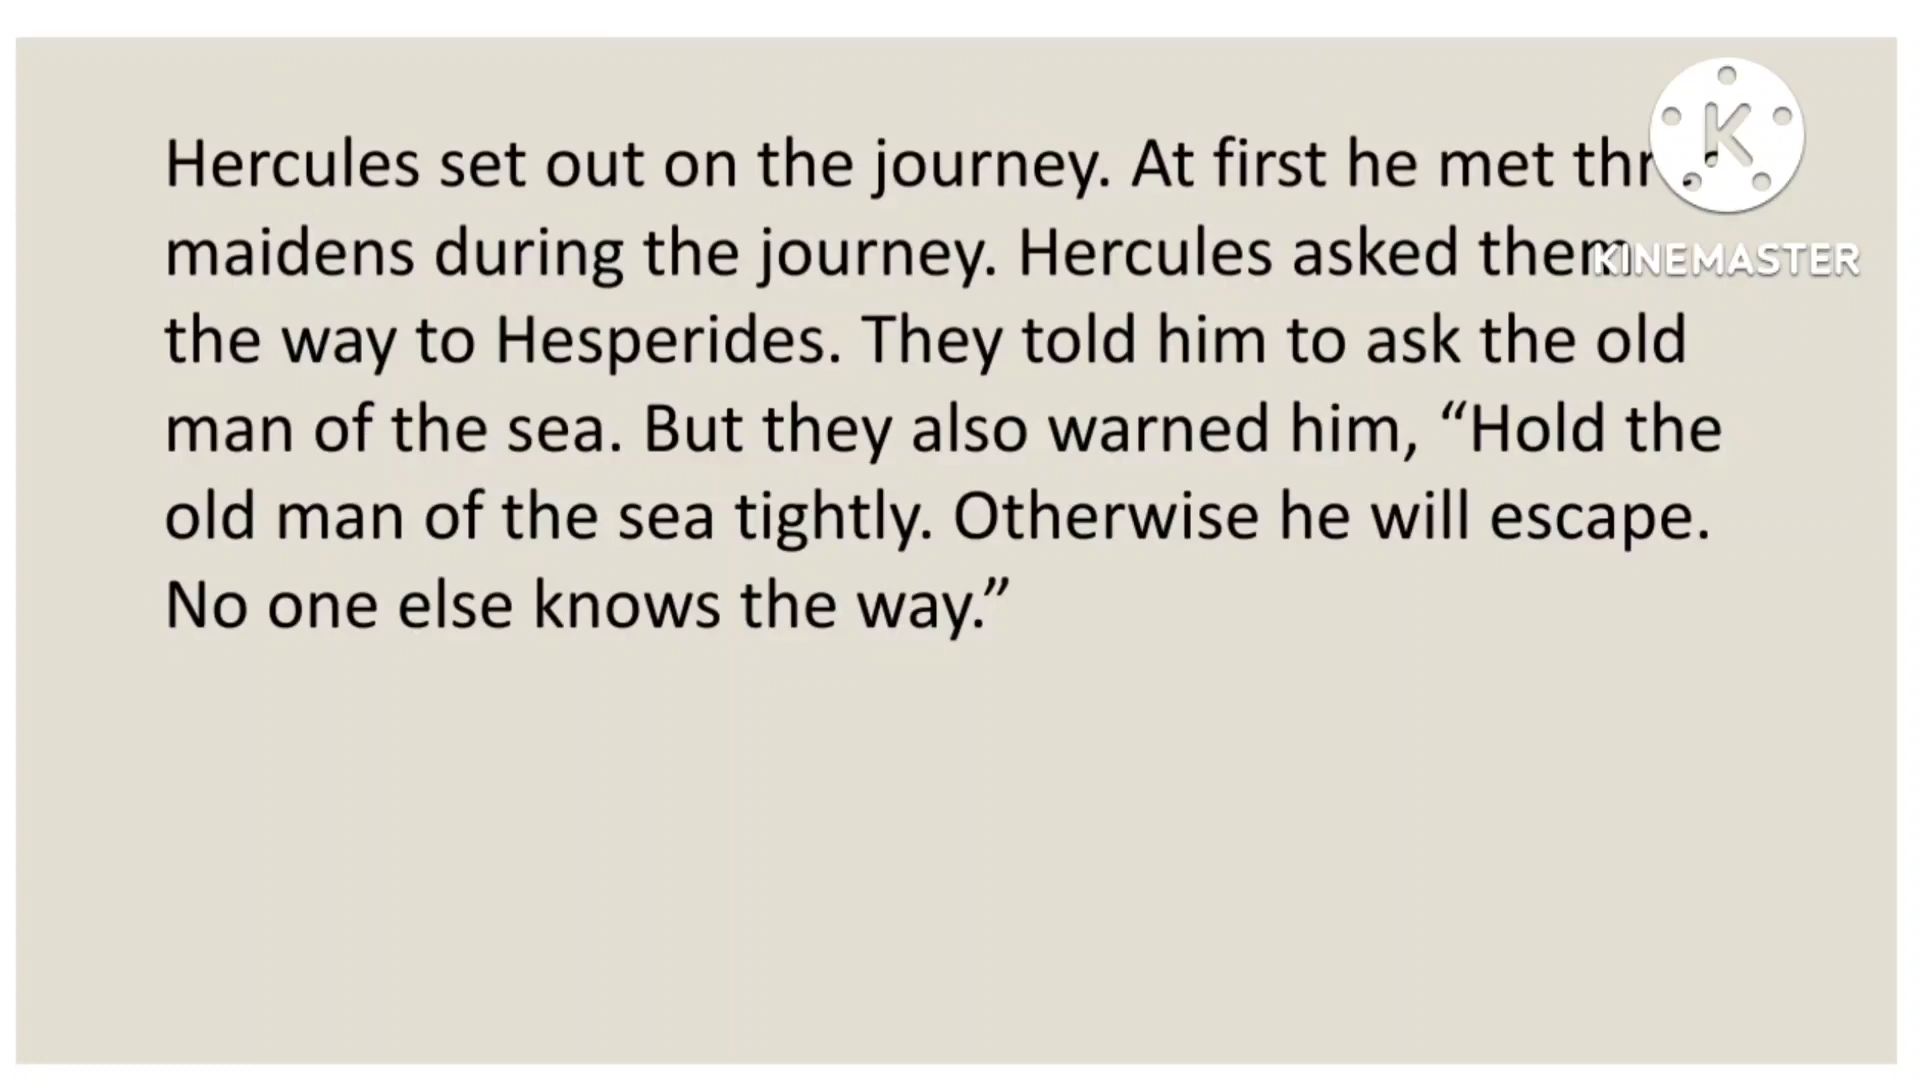 Hercules set out on the journey. At first he met
maidens during the journey. Hercules asked them
the way to Hesperides. They told him to ask the old
man of the sea. But they also warned him, “Hold the
old man of the sea tightly. Otherwise he will escape.
No one else knows the way.”
K
KINEMASTER